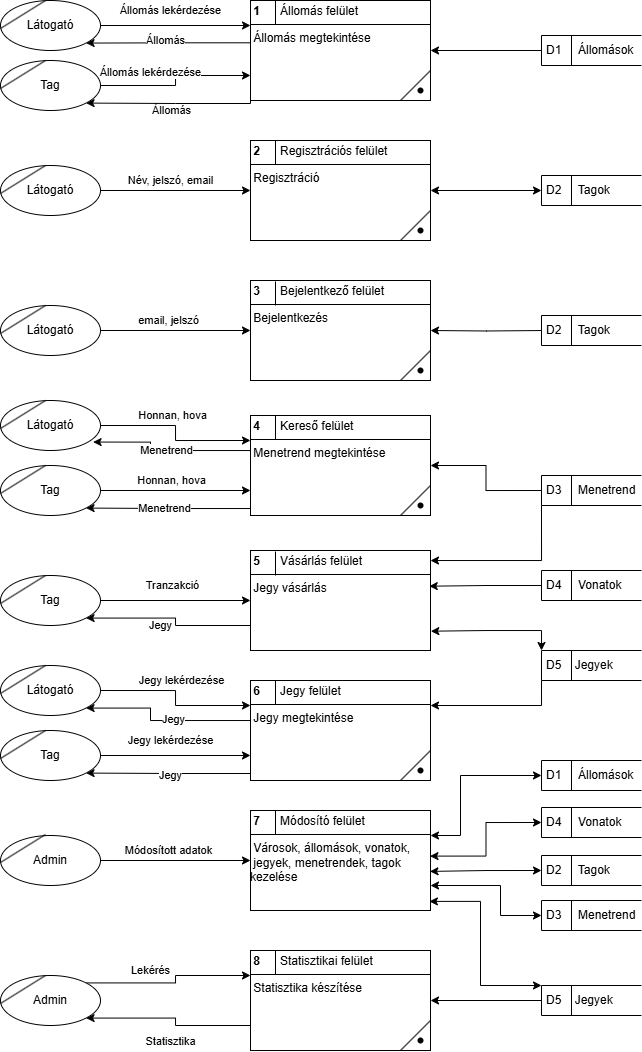 Állomás lekérdezése
1 Állomás felület
Látogató
Állomás megtekintése
Állomás
D1 Állomások
Állomás lekérdezése
Tag
Állomás
2 Regisztrációs felület
Név, jelszó, email
Regisztráció
Látogató
D2 Tagok
3 Bejelentkező felület
email, jelszó
Bejelentkezés
Látogató
D2 Tagok
Honnan, hova
4 Kereső felület
Látogató
Menetrend
Menetrend megtekintése
Honnan, hova
Tag
D3 Menetrend
Menetrend
5 Vásárlás felület
Tranzakció
Jegy vásárlás
D4 Vonatok
Tag
Jegy
D5 Jegyek
Jegy lekérdezése
6 Jegy felület
Látogató
Jegy
Jegy megtekintése
Jegy lekérdezése
Tag
Jegy
D1 Állomások
7 Módosító felület
D4 Vonatok
Módosított adatok
Városok, állomások, vonatok,
jegyek, menetrendek, tagok
kezelése
Admin
D2 Tagok
D3 Menetrend
8 Statisztikai felület
Lekérés
Statisztika készítése
Admin
D5 Jegyek
Statisztika